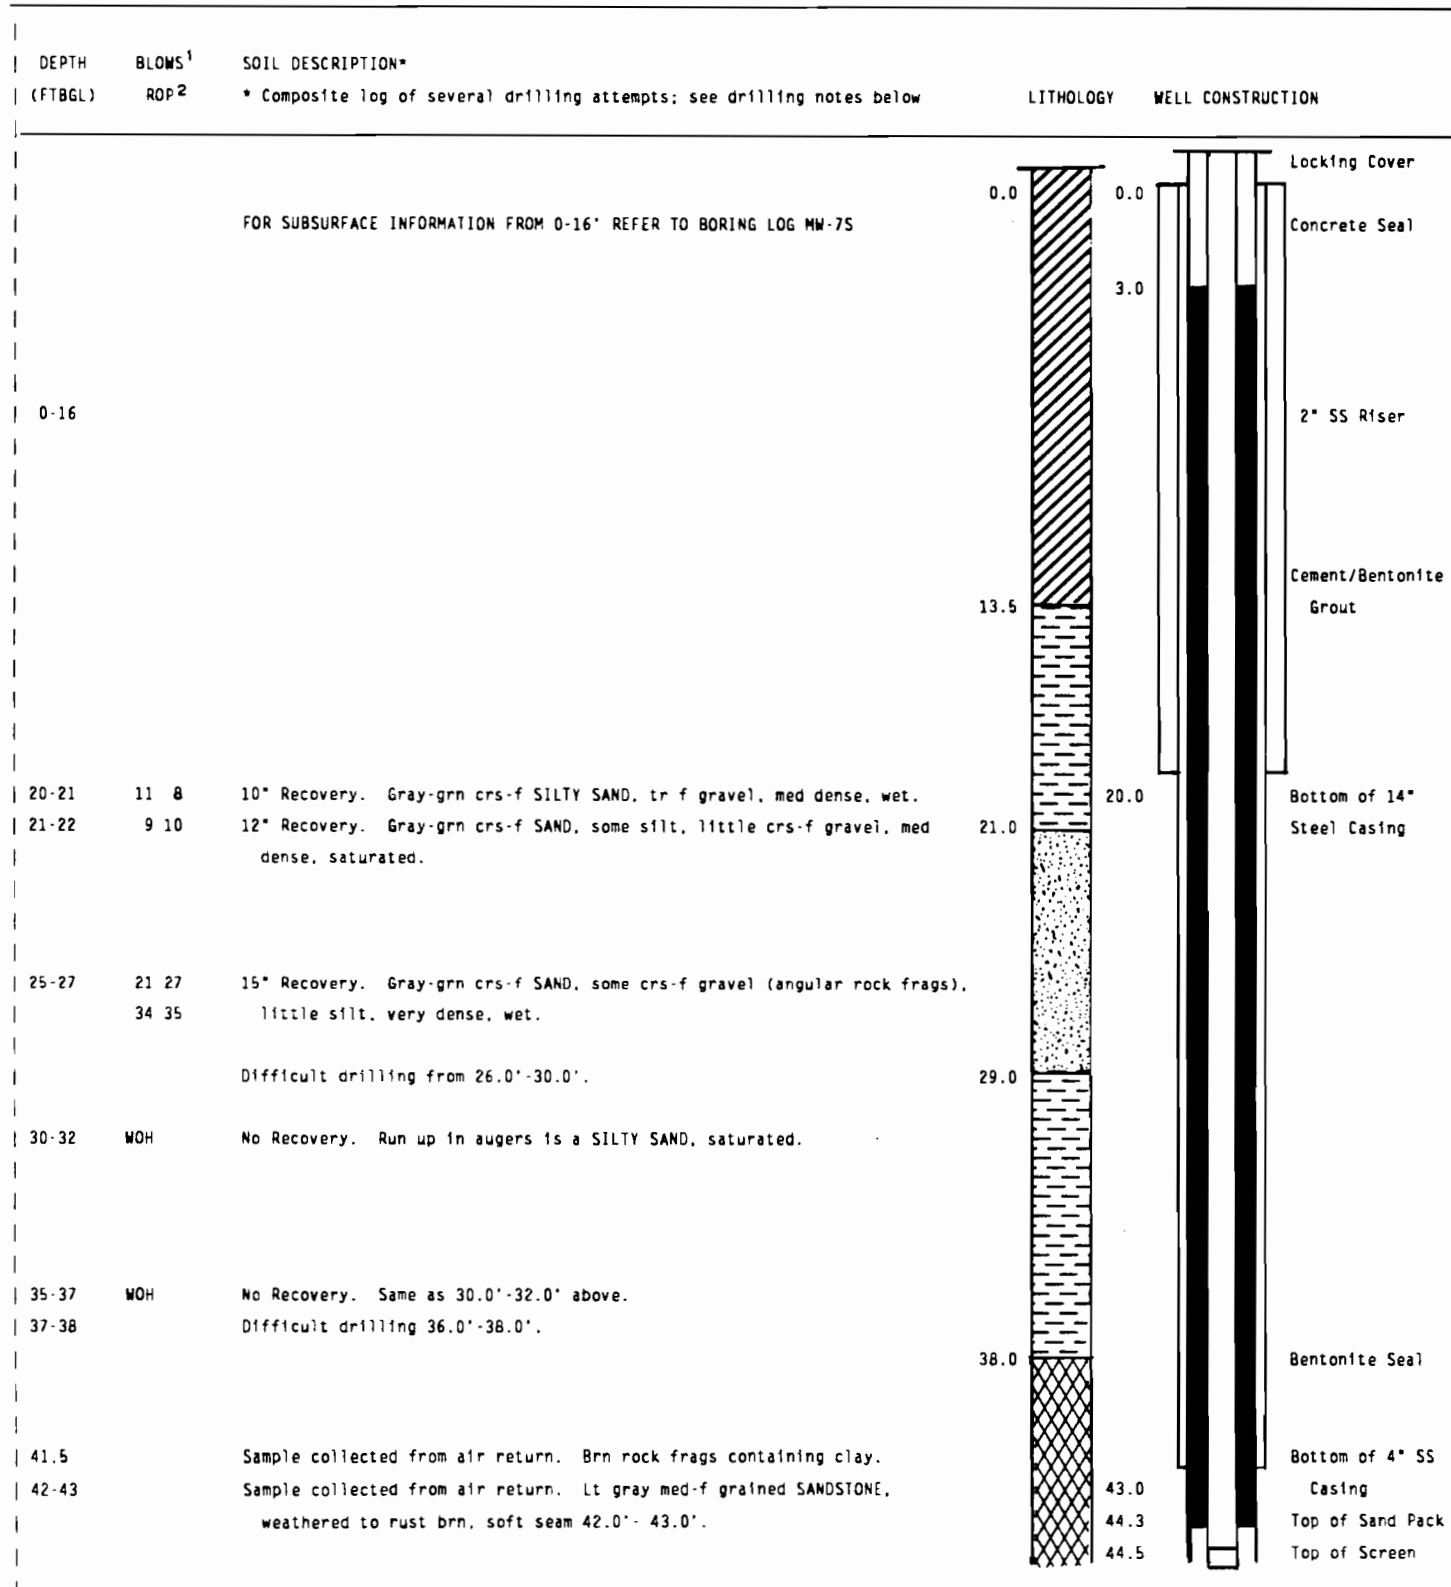 DEPTH BLOWS1 SOIL DESCRIPTION*
(FTBGL) ROP2 * Composite log of several drilling attempts; see drilling notes below LITHOLOGY WELL CONSTRUCTION
Locking Cover
0.0 0.0
FOR SUBSURFACE INFORMATION FROM 0-16' REFER TO BORING LOG MW-7S Concrete Seal
3.0
0-16 2" SS Riser
Cement/Bentonite
13.5 Grout
20-21 11 8 10" Recovery. Gray-grn crs-f SILTY SAND, tr f gravel, med dense, wet. 20.0 Bottom of 14"
21-22 9 10 12" Recovery. Gray-grn crs-f SAND, some silt, little crs-f gravel, med 21.0 Steel Casing
dense, saturated.
25-27 21 27 15" Recovery. Gray-grn crs-f SAND, some crs-f gravel (angular rock frags),
34 35 little silt, very dense, wet.
Difficult drilling from 26.0'-30.0'. 29.0
30-32 WOH No Recovery. Run up in augers is a SILTY SAND, saturated.
35-37 WOH No Recovery. Same as 30.0'-32.0' above.
37-38 Difficult drilling 36.0'-38.0'.
38.0 Bentonite Seal
41.5 Sample collected from air return. Brn rock frags containing clay. Bottom of 4" SS
42-43 Sample collected from air return. Lt gray med-f grained SANDSTONE, 43.0 Casing
weathered to rust brn, soft seam 42.0'- 43.0'. 44.3 Top of Sand Pack
44.5 Top of Screen